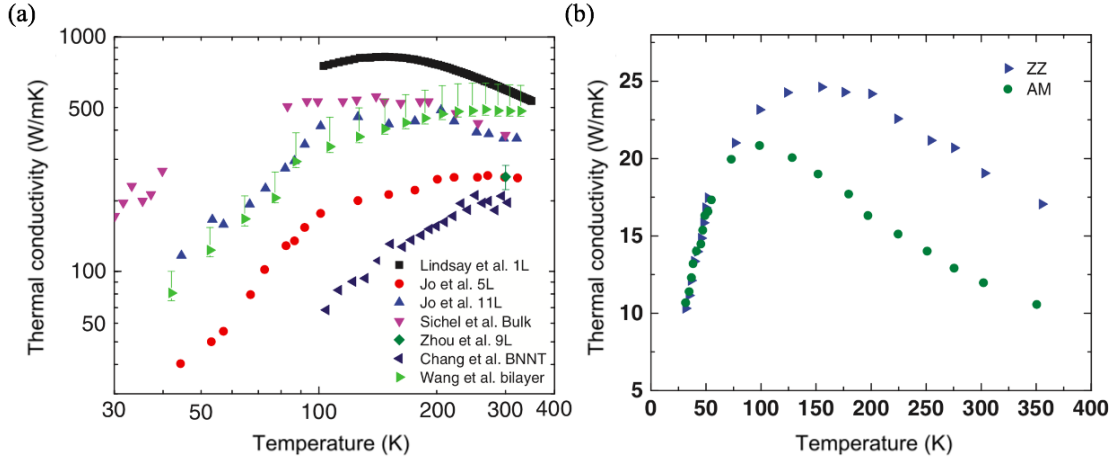 (a)
Thermal conductivity (W/mK)
1000
500
100
50
30
50
100
200
400
Temperature (K)
Lindsay et al. 1L
Jo et al. 5L
Jo et al. 11L
Sichel et al. Bulk
Zhou et al. 9L
Chang et al. BNNT
Wang et al. bilayer
(b)
Thermal conductivity (W/mK)
25
20
15
10
5
0
50
100
150
200
250
300
350
400
Temperature (K)
ZZ
AM